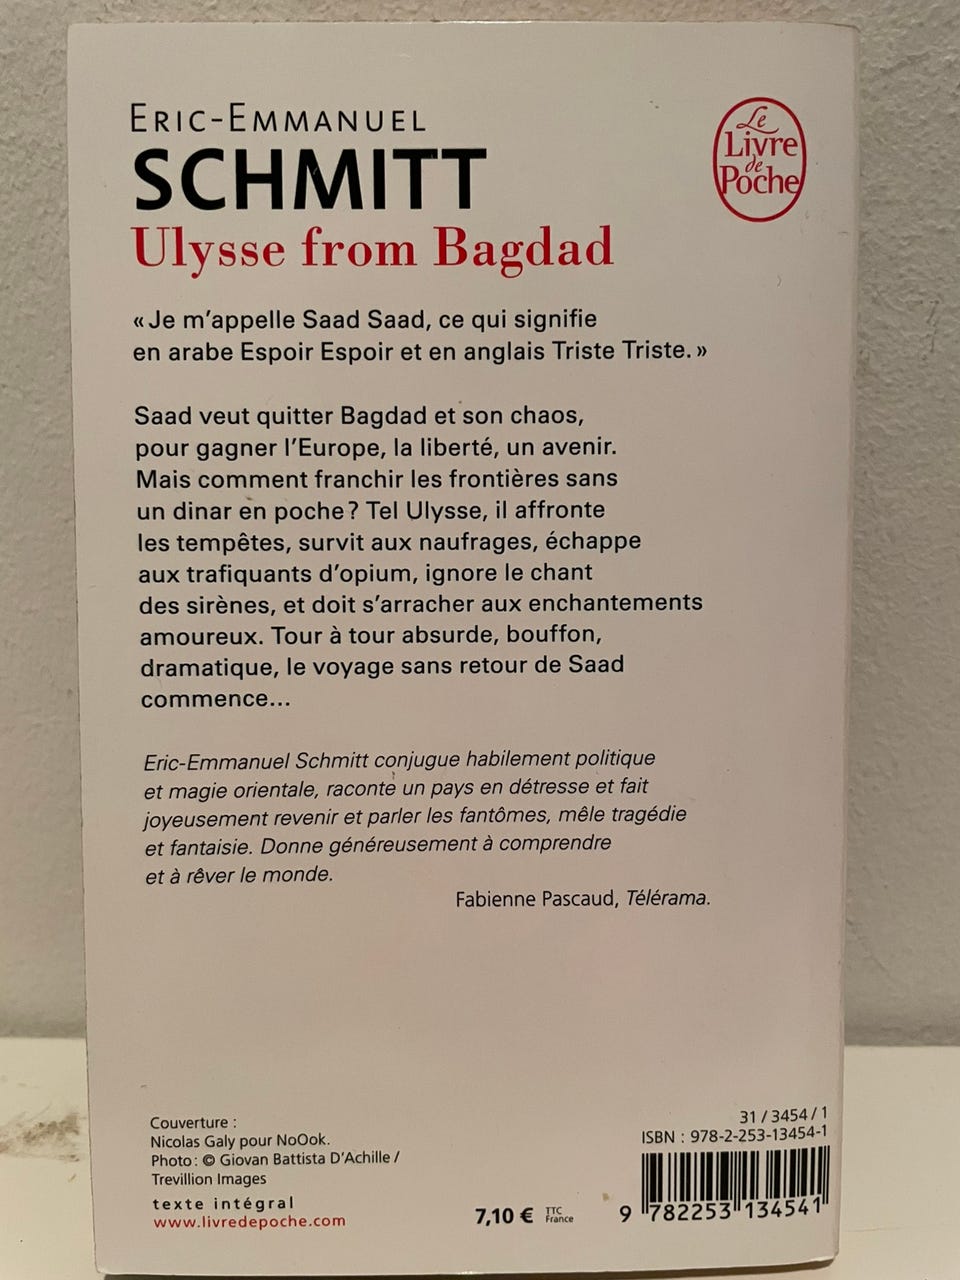 ERIC-EMMANUEL
SCHMITT
Ulysse from Bagdad
Le
Livre
de
Poche
« Je m’appelle Saad Saad, ce qui signifie
en arabe Espoir Espoir et en anglais Triste Triste. »
Saad veut quitter Bagdad et son chaos,
pour gagner l’Europe, la liberté, un avenir.
Mais comment franchir les frontières sans
un dinar en poche ? Tel Ulysse, il affronte
les tempêtes, survit aux naufrages, échappe
aux trafiquants d’opium, ignore le chant
des sirènes, et doit s’arracher aux enchantements
amoureux. Tour à tour absurde, bouffon,
dramatique, le voyage sans retour de Saad
commence...
Eric-Emmanuel Schmitt conjugue habilement politique
et magie orientale, raconte un pays en détresse et fait
joyeusement revenir et parler les fantômes, mêle tragédie
et fantaisie. Donne généreusement à comprendre
et à rêver le monde.
Fabienne Pascaud, Télérama.
Couverture :
Nicolas Galy pour NoOok.
Photo : © Giovan Battista D’Achille /
Trevillion Images
texte intégral
www.livredepoche.com
7,10 € TTC
France
31 / 3454 / 1
ISBN : 978-2-253-13454-1
9 782253 134541